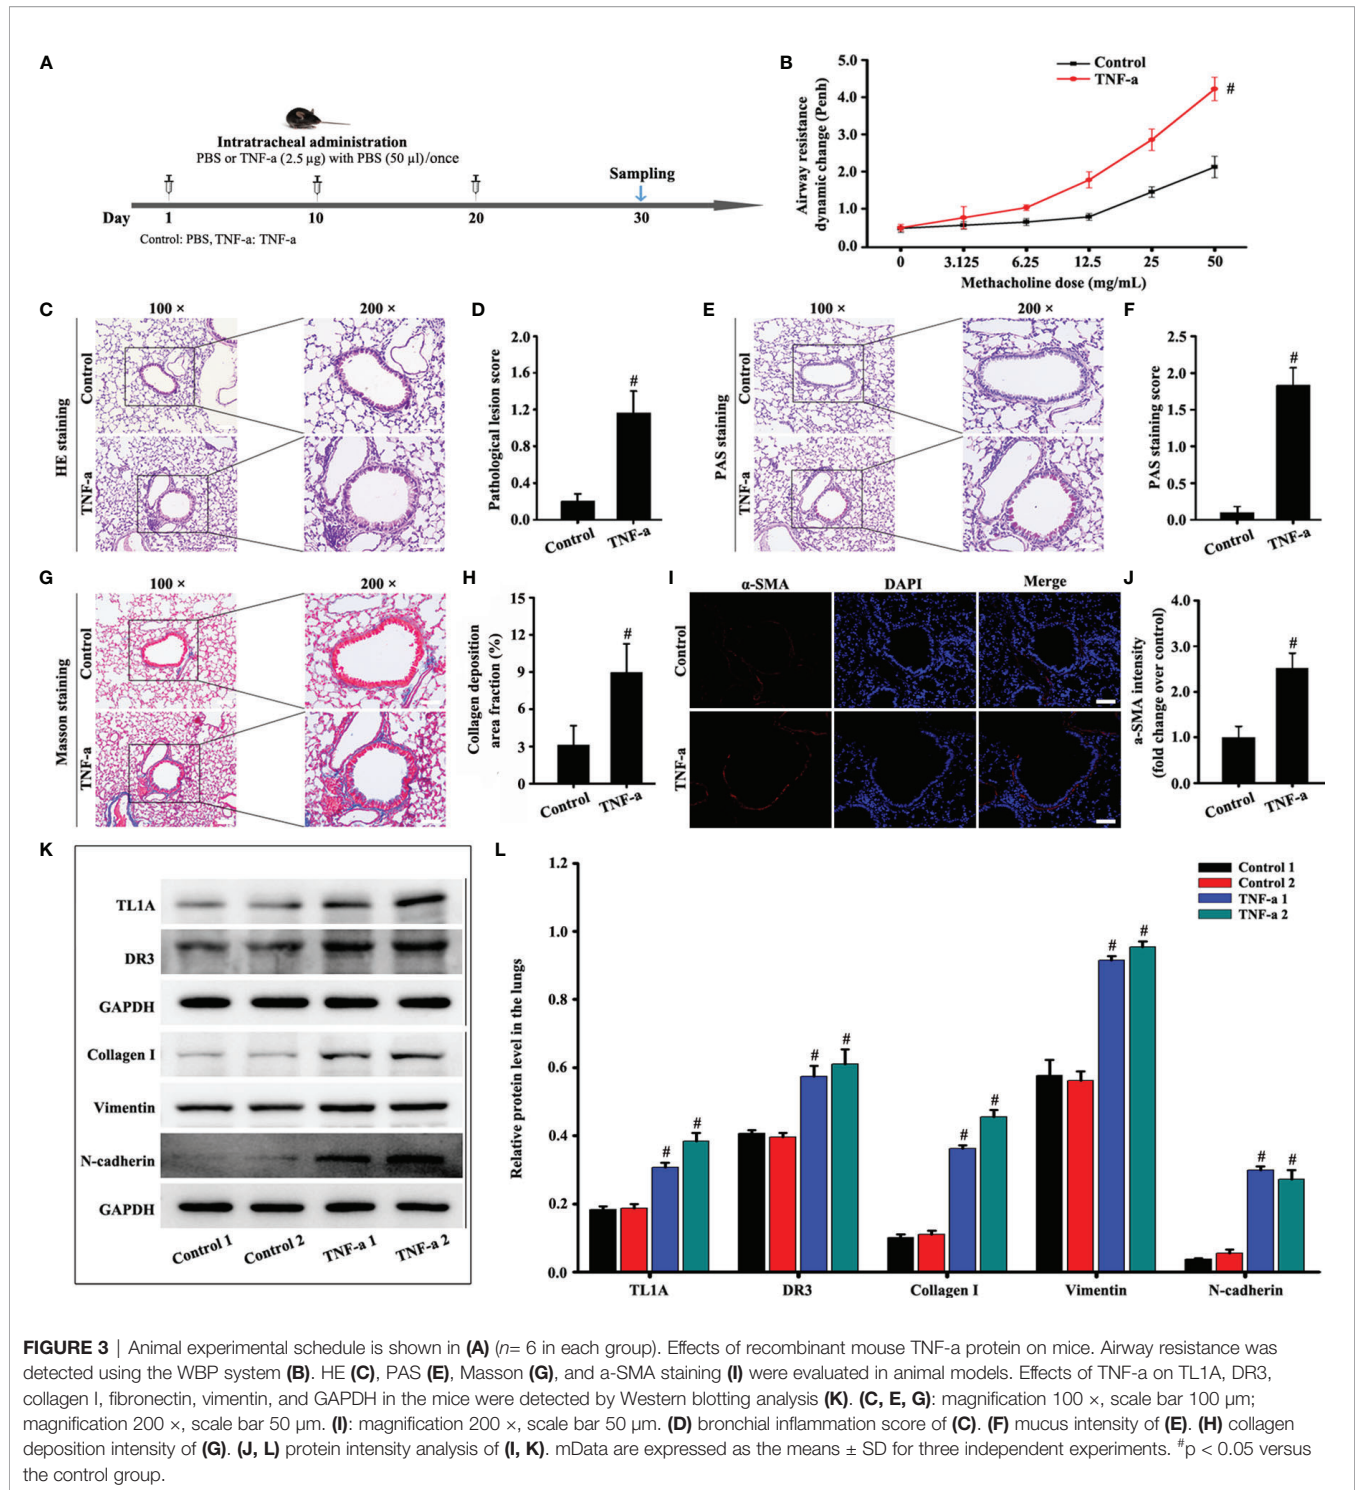 A
Intratracheal administration
PBS or TNF-a (2.5 µg) with PBS (50 µl)/once
Sampling
Day 1 10 20 30
Control: PBS, TNF-a: TNF-a
B
Airway resistance
dynamic change (Penh)
5.0
4.0
3.0
2.0
1.0
0.0
Control
TNF-a
#
0 3.125 6.25 12.5 25 50
Methacholine dose (mg/mL)
C
100 × 200 ×
HE staining
Control
TNF-a
D
Pathological lesion score
2.0
1.6
1.2
0.8
0.4
0.0
#
Control TNF-a
E
100 × 200 ×
PAS staining
Control
TNF-a
F
PAS staining score
2.5
2.0
1.5
1.0
0.5
0.0
#
Control TNF-a
G
100 × 200 ×
Masson staining
Control
TNF-a
H
Collagen deposition
area fraction (%)
15
12
9
6
3
0
#
Control TNF-a
I
α-SMA DAPI Merge
Control
TNF-a
J
a-SMA intensity
(fold change over control)
4.0
3.0
2.0
1.0
0.0
#
Control TNF-a
K
TL1A
DR3
GAPDH
Collagen I
Vimentin
N-cadherin
GAPDH
Control 1 Control 2 TNF-a 1 TNF-a 2
L
Relative protein level in the lungs
1.2
1.0
0.8
0.6
0.4
0.2
0.0
Control 1
Control 2
TNF-a 1
TNF-a 2
# # # # # # # # # #
TL1A DR3 Collagen I Vimentin N-cadherin
FIGURE 3 | Animal experimental schedule is shown in (A) (n= 6 in each group). Effects of recombinant mouse TNF-a protein on mice. Airway resistance was
detected using the WBP system (B). HE (C), PAS (E), Masson (G), and a-SMA staining (I) were evaluated in animal models. Effects of TNF-a on TL1A, DR3,
collagen I, fibronectin, vimentin, and GAPDH in the mice were detected by Western blotting analysis (K). (C, E, G): magnification 100 ×, scale bar 100 µm;
magnification 200 ×, scale bar 50 µm. (I): magnification 200 ×, scale bar 50 µm. (D) bronchial inflammation score of (C). (F) mucus intensity of (E). (H) collagen
deposition intensity of (G). (J, L) protein intensity analysis of (I, K). mData are expressed as the means ± SD for three independent experiments. #p < 0.05 versus
the control group.